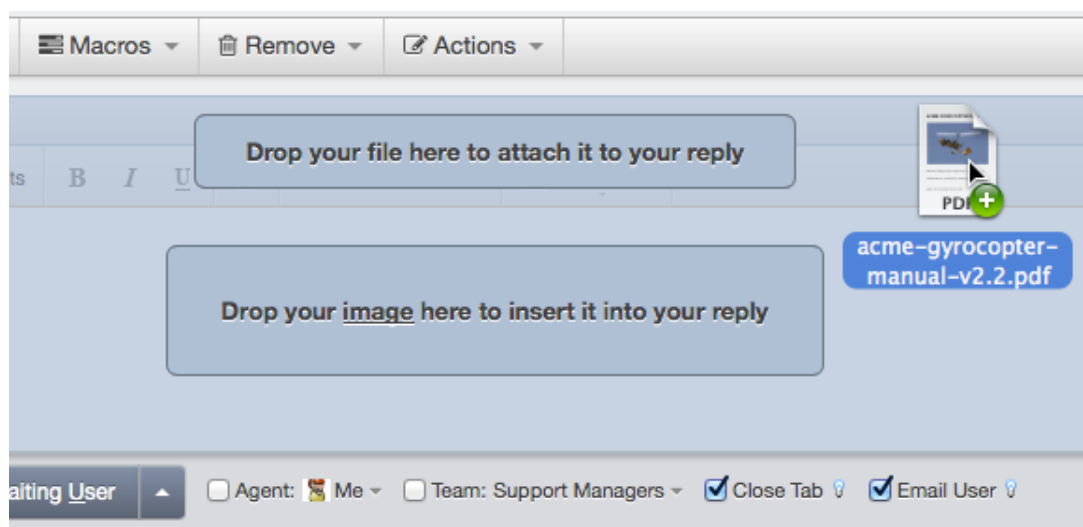 Macros Remove Actions
Drop your file here to attach it to your reply
ts B I U
PDF
acme-gyrocopter-
manual-v2.2.pdf
Drop your image here to insert it into your reply
aiting User Agent: Me Team: Support Managers Close Tab Email User